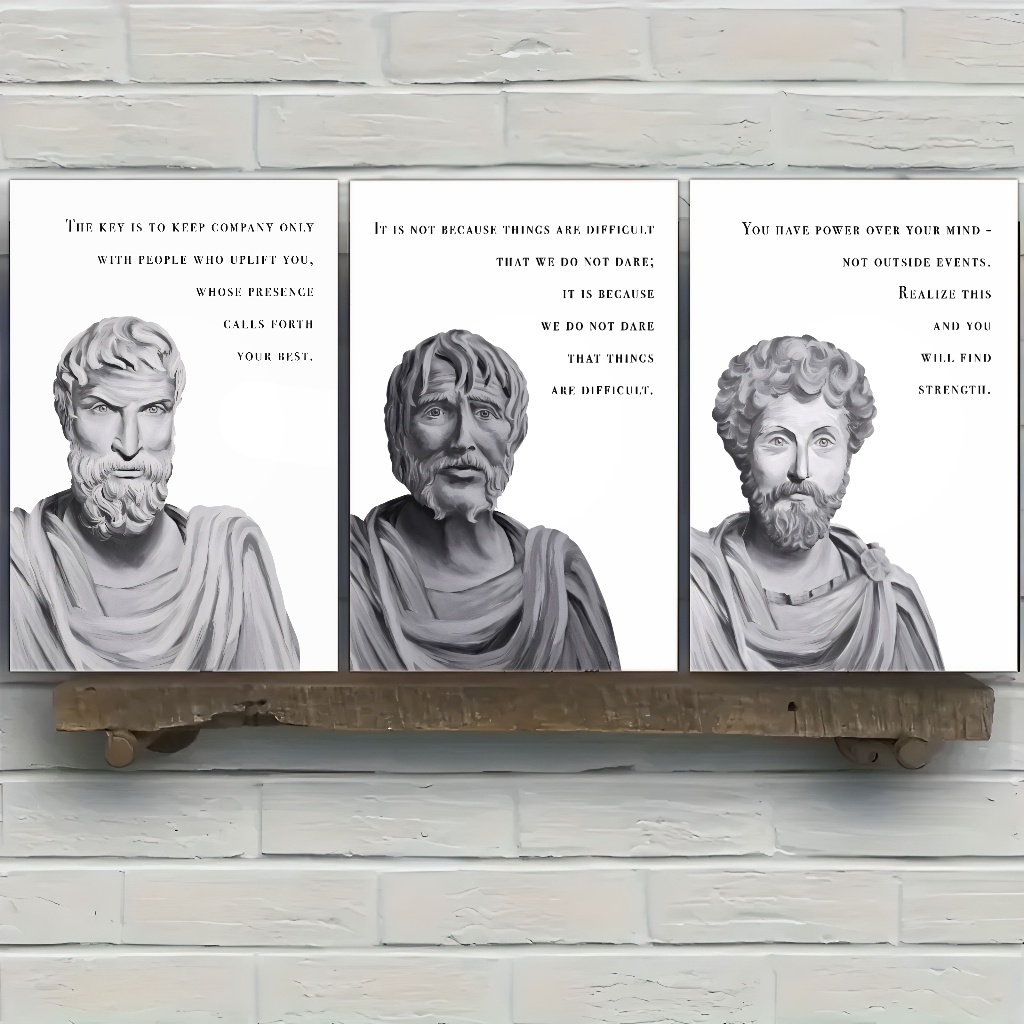 The key is to keep company only
with people who uplift you,
whose presence
calls forth
your best.
It is not because things are difficult
that we do not dare;
it is because
we do not dare
that things
are difficult.
You have power over your mind -
not outside events.
Realize this
and you
will find
strength.